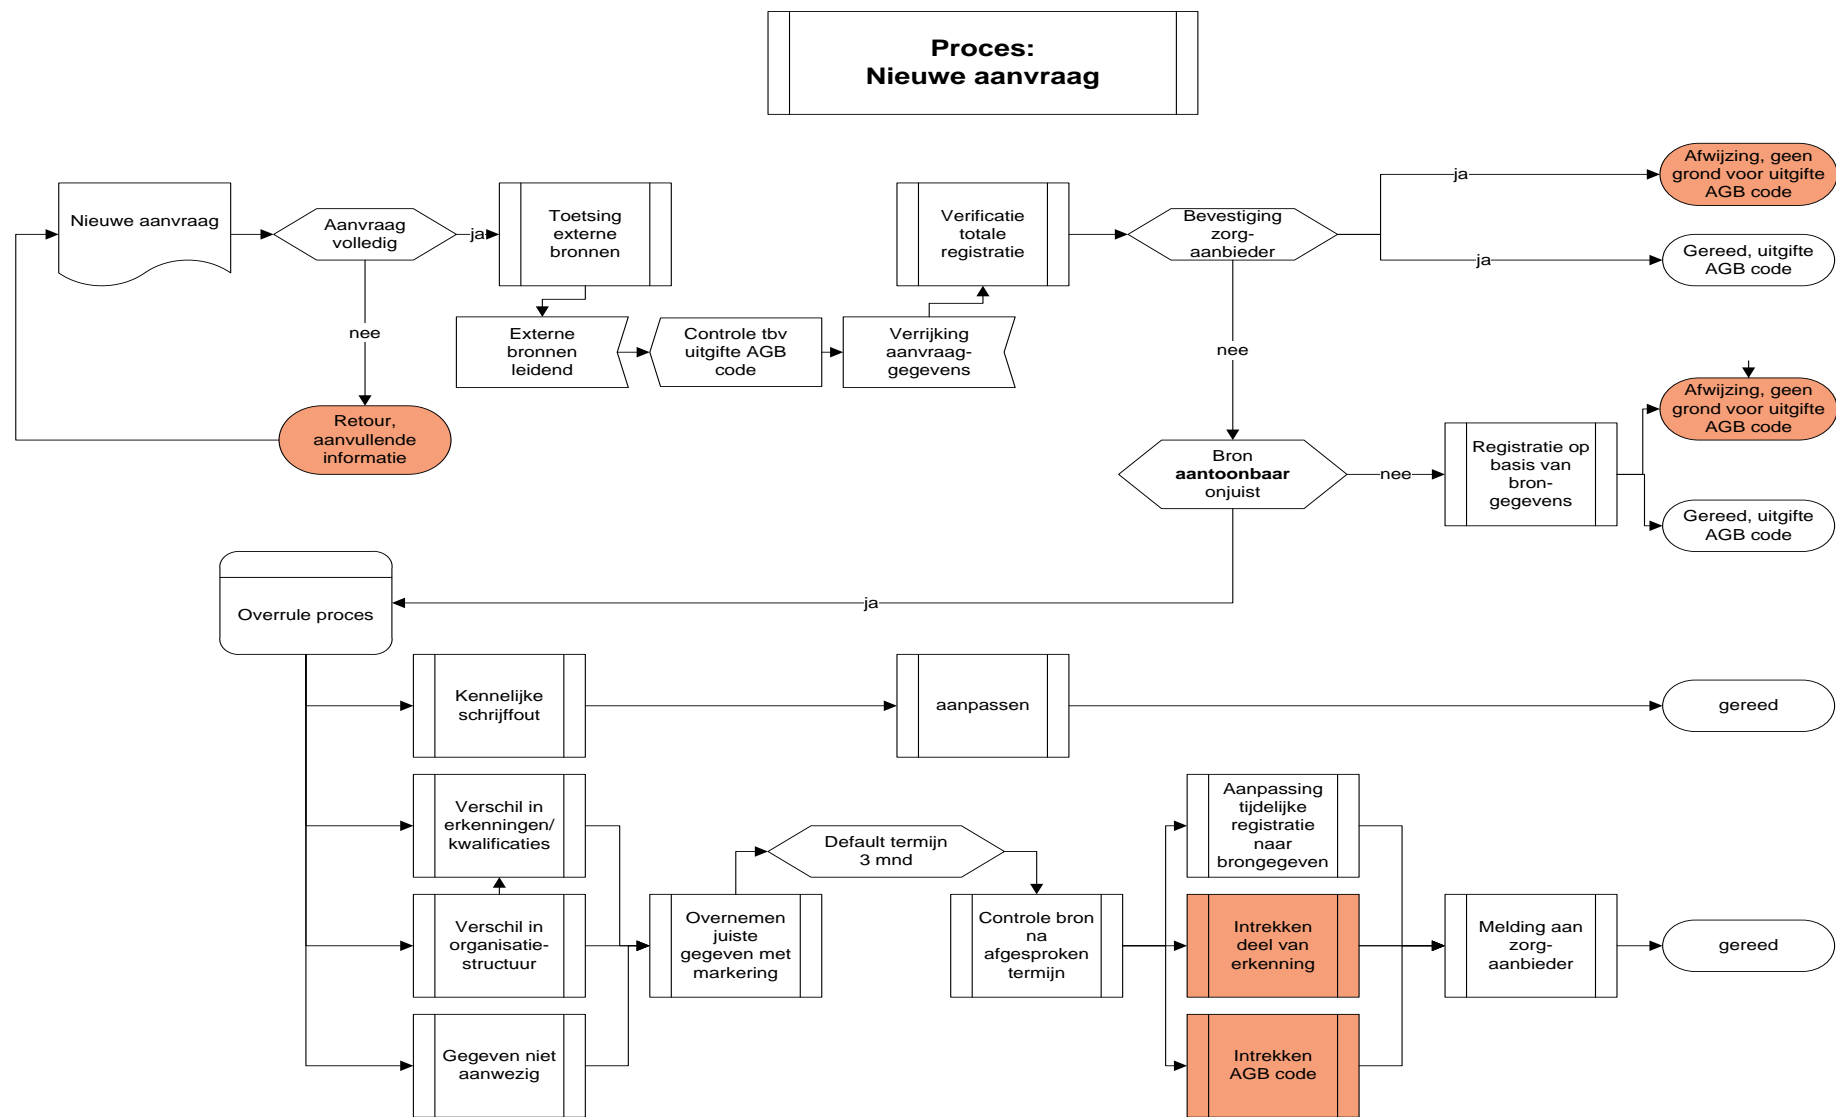 Proces:
Nieuwe aanvraag
Nieuwe aanvraag
Aanvraag
volledig
ja
Toetsing
externe
bronnen
Verificatie
totale
registratie
Bevestiging
zorg-
aanbieder
ja
Afwijzing, geen
grond voor uitgifte
AGB code
ja
Gereed, uitgifte
AGB code
nee
Externe
bronnen
leidend
Controle tbv
uitgifte AGB
code
Verrijking
aanvraag-
gegevens
nee
Retour,
aanvullende
informatie
Bron
aantoonbaar
onjuist
nee
Registratie op
basis van
bron-
gegevens
Afwijzing, geen
grond voor uitgifte
AGB code
Gereed, uitgifte
AGB code
ja
Overrule proces
Kennelijke
schrijffout
aanpassen
gereed
Verschil in
erkenningen/
kwalificaties
Default termijn
3 mnd
Aanpassing
tijdelijke
registratie
naar
brongegeven
Verschil in
organisatie-
structuur
Overnemen
juiste
gegeven met
markering
Controle bron
na
afgesproken
termijn
Intrekken
deel van
erkenning
Melding aan
zorg-
aanbieder
gereed
Gegeven niet
aanwezig
Intrekken
AGB code